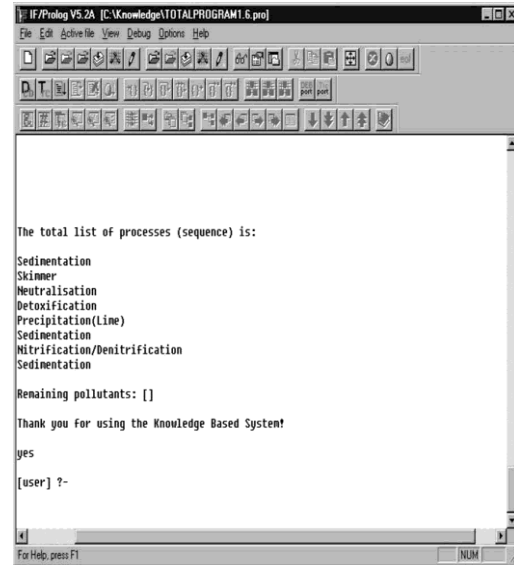 IF/Prolog V5.2A [C:\Knowledge\TOTALPROGRAM1.6.pro]
File Edit Active file View Debug Options Help
The total list of processes (sequence) is:
Sedimentation
Skimmer
Neutralisation
Detoxification
Precipitation(Lime)
Sedimentation
Nitrification/Denitrification
Sedimentation
Remaining pollutants: []
Thank you for using the Knowledge Based System!
yes
[user] ?-
For Help, press F1
NUM